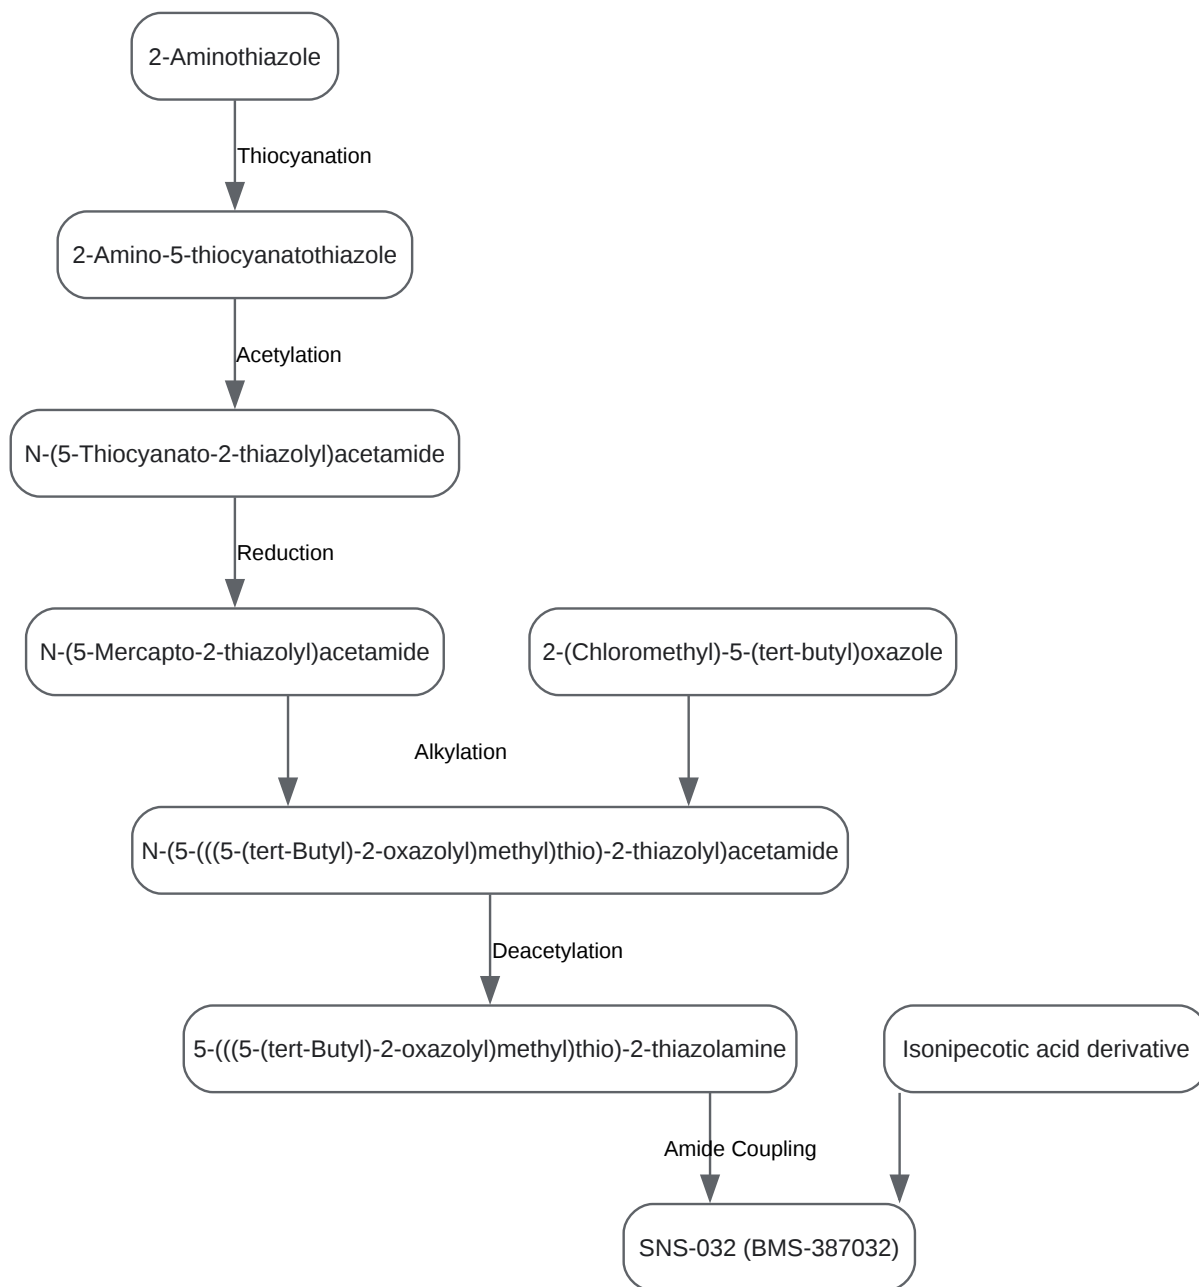 2-Aminothiazole
Thiocyanation
2-Amino-5-thiocyanatothiazole
Acetylation
N-(5-Thiocyanato-2-thiazolyl)acetamide
Reduction
N-(5-Mercapto-2-thiazolyl)acetamide
2-(Chloromethyl)-5-(tert-butyl)oxazole
Alkylation
N-(5-(((5-(tert-Butyl)-2-oxazolyl)methyl)thio)-2-thiazolyl)acetamide
Deacetylation
5-(((5-(tert-Butyl)-2-oxazolyl)methyl)thio)-2-thiazolamine
Isonipecotic acid derivative
Amide Coupling
SNS-032 (BMS-387032)